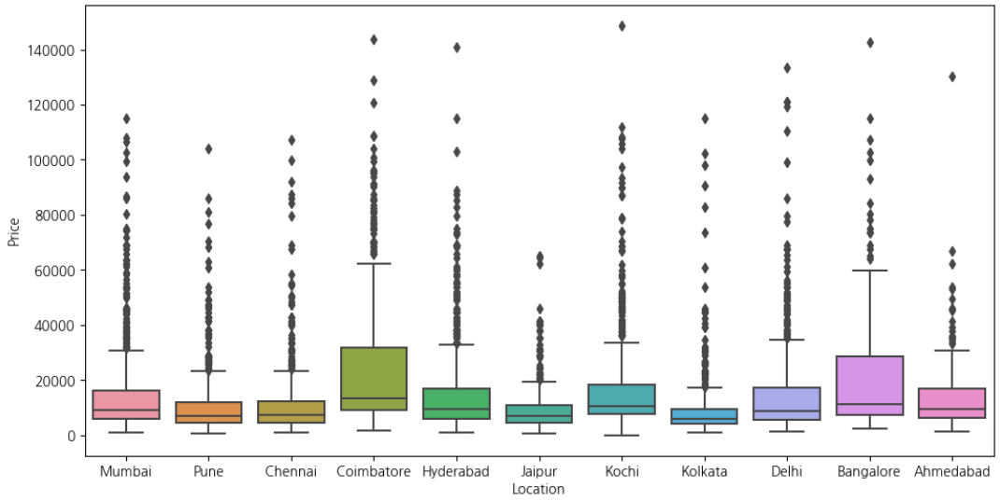 140000
120000
100000
80000
60000
40000
20000
0
Price
Mumbai Pune Chennai Coimbatore Hyderabad Jaipur Kochi Kolkata Delhi Bangalore Ahmedabad
Location